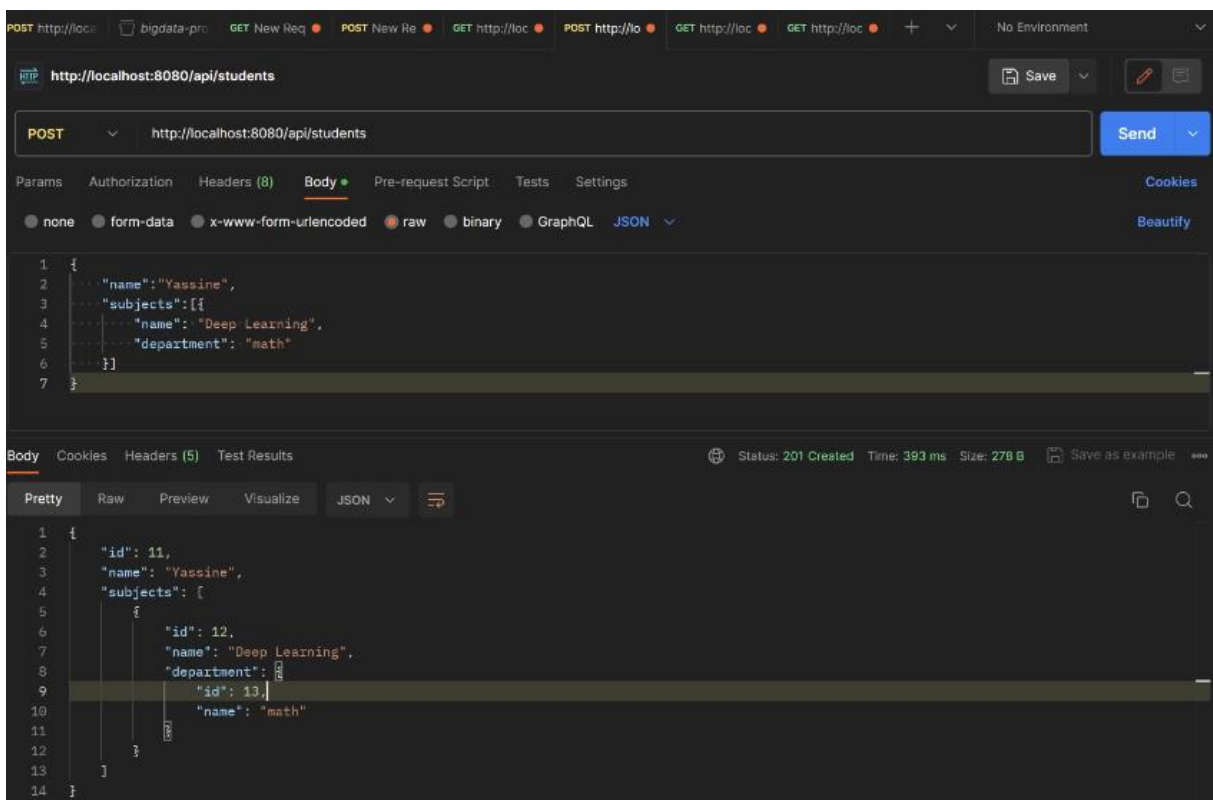 POST http://loca bigdata-pro GET New Req POST New Re GET http://loc POST http://lo GET http://loc GET http://loc No Environment
HTTP http://localhost:8080/api/students Save
POST http://localhost:8080/api/students Send
Params Authorization Headers (8) Body Pre-request Script Tests Settings Cookies
none form-data x-www-form-urlencoded raw binary GraphQL JSON Beautify
1 {
2 "name":"Yassine",
3 "subjects":[{
4 "name": "Deep Learning",
5 "department": "math"
6 }]
7 }
Body Cookies Headers (5) Test Results Status: 201 Created Time: 393 ms Size: 278 B Save as example
Pretty Raw Preview Visualize JSON
1 {
2 "id": 11,
3 "name": "Yassine",
4 "subjects": [
5 {
6 "id": 12,
7 "name": "Deep Learning",
8 "department": {
9 "id": 13,
10 "name": "math"
11 }
12 }
13 ]
14 }